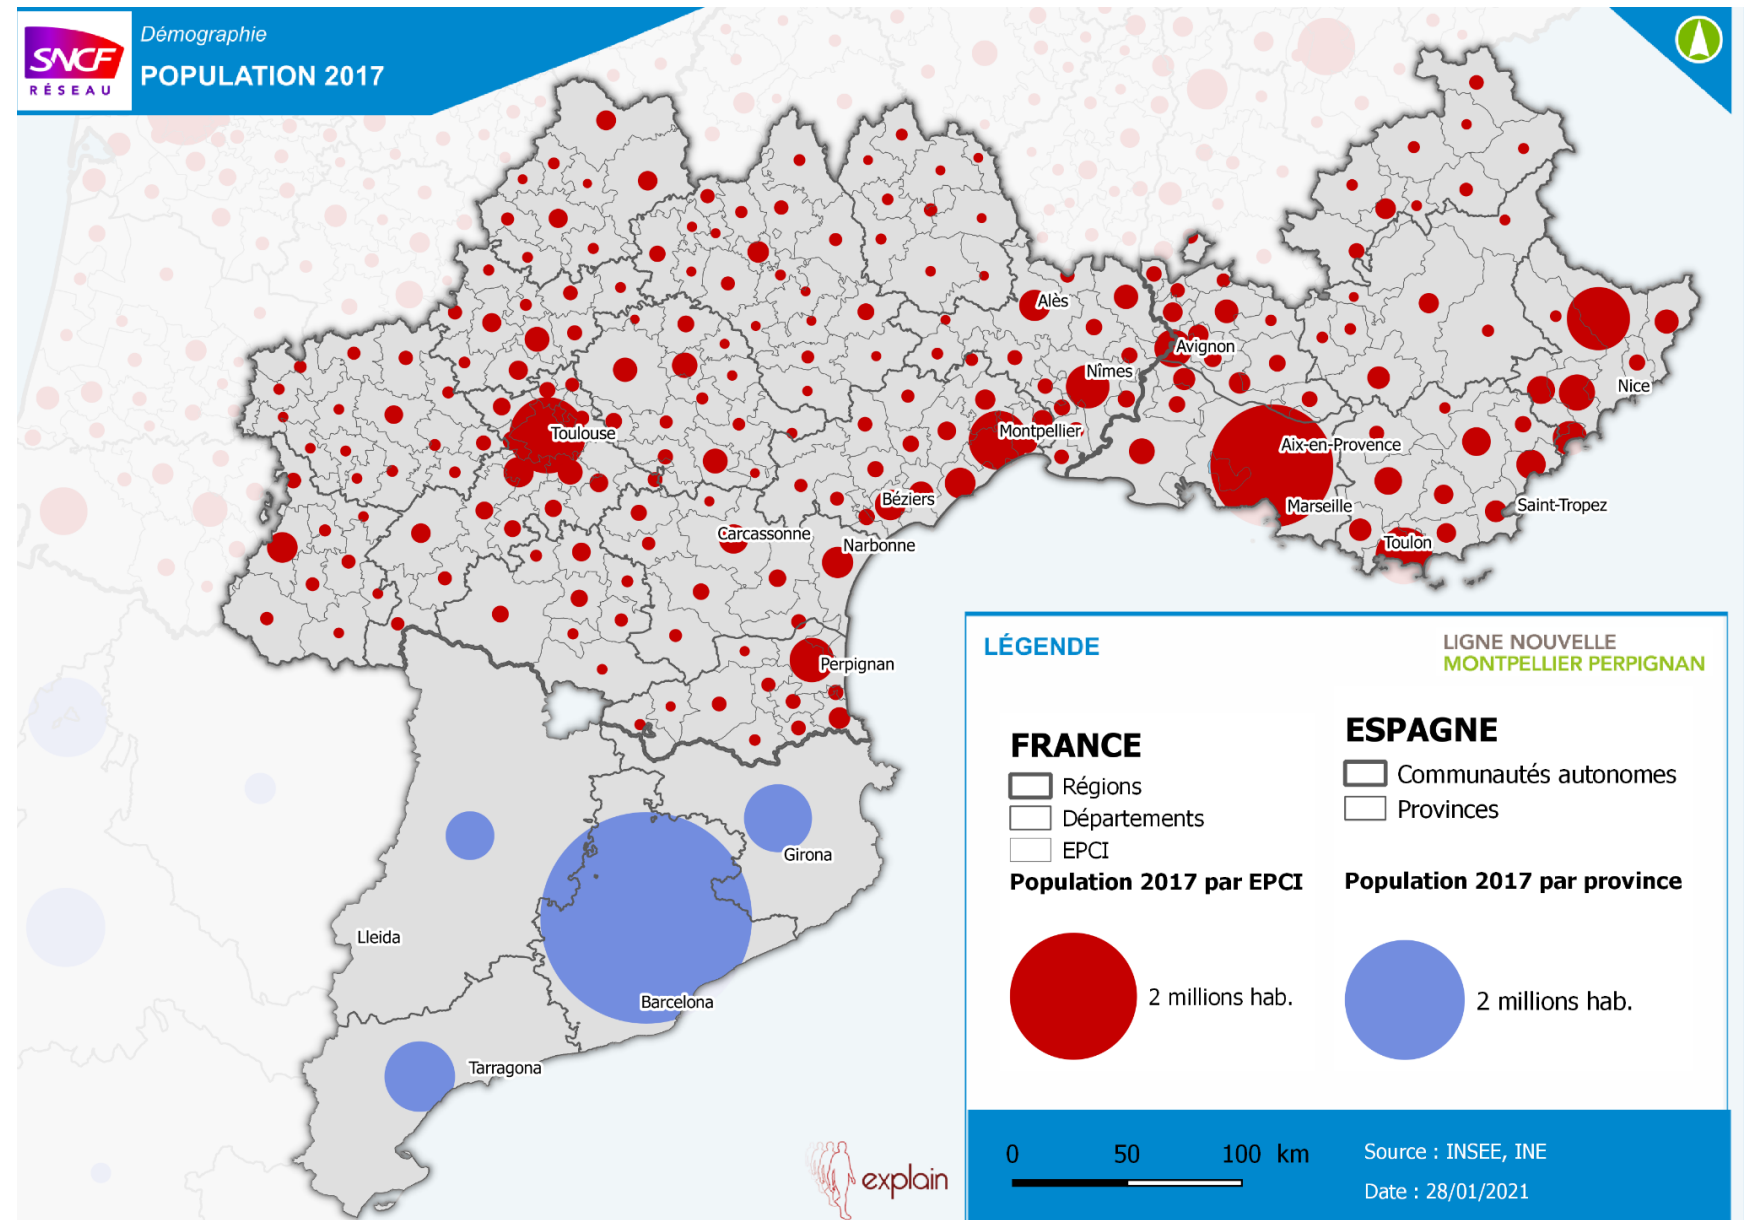 SNCF
RÉSEAU
Démographie
POPULATION 2017
Alès
Avignon
Nîmes
Nice
Toulouse
Montpellier
Aix-en-Provence
Béziers
Marseille
Saint-Tropez
Carcassonne
Narbonne
Toulon
Perpignan
Girona
Lleida
Barcelona
Tarragona
LÉGENDE
LIGNE NOUVELLE
MONTPELLIER PERPIGNAN
FRANCE
Régions
Départements
EPCI
Population 2017 par EPCI
2 millions hab.
ESPAGNE
Communautés autonomes
Provinces
Population 2017 par province
2 millions hab.
explain
0 50 100 km
Source : INSEE, INE
Date : 28/01/2021